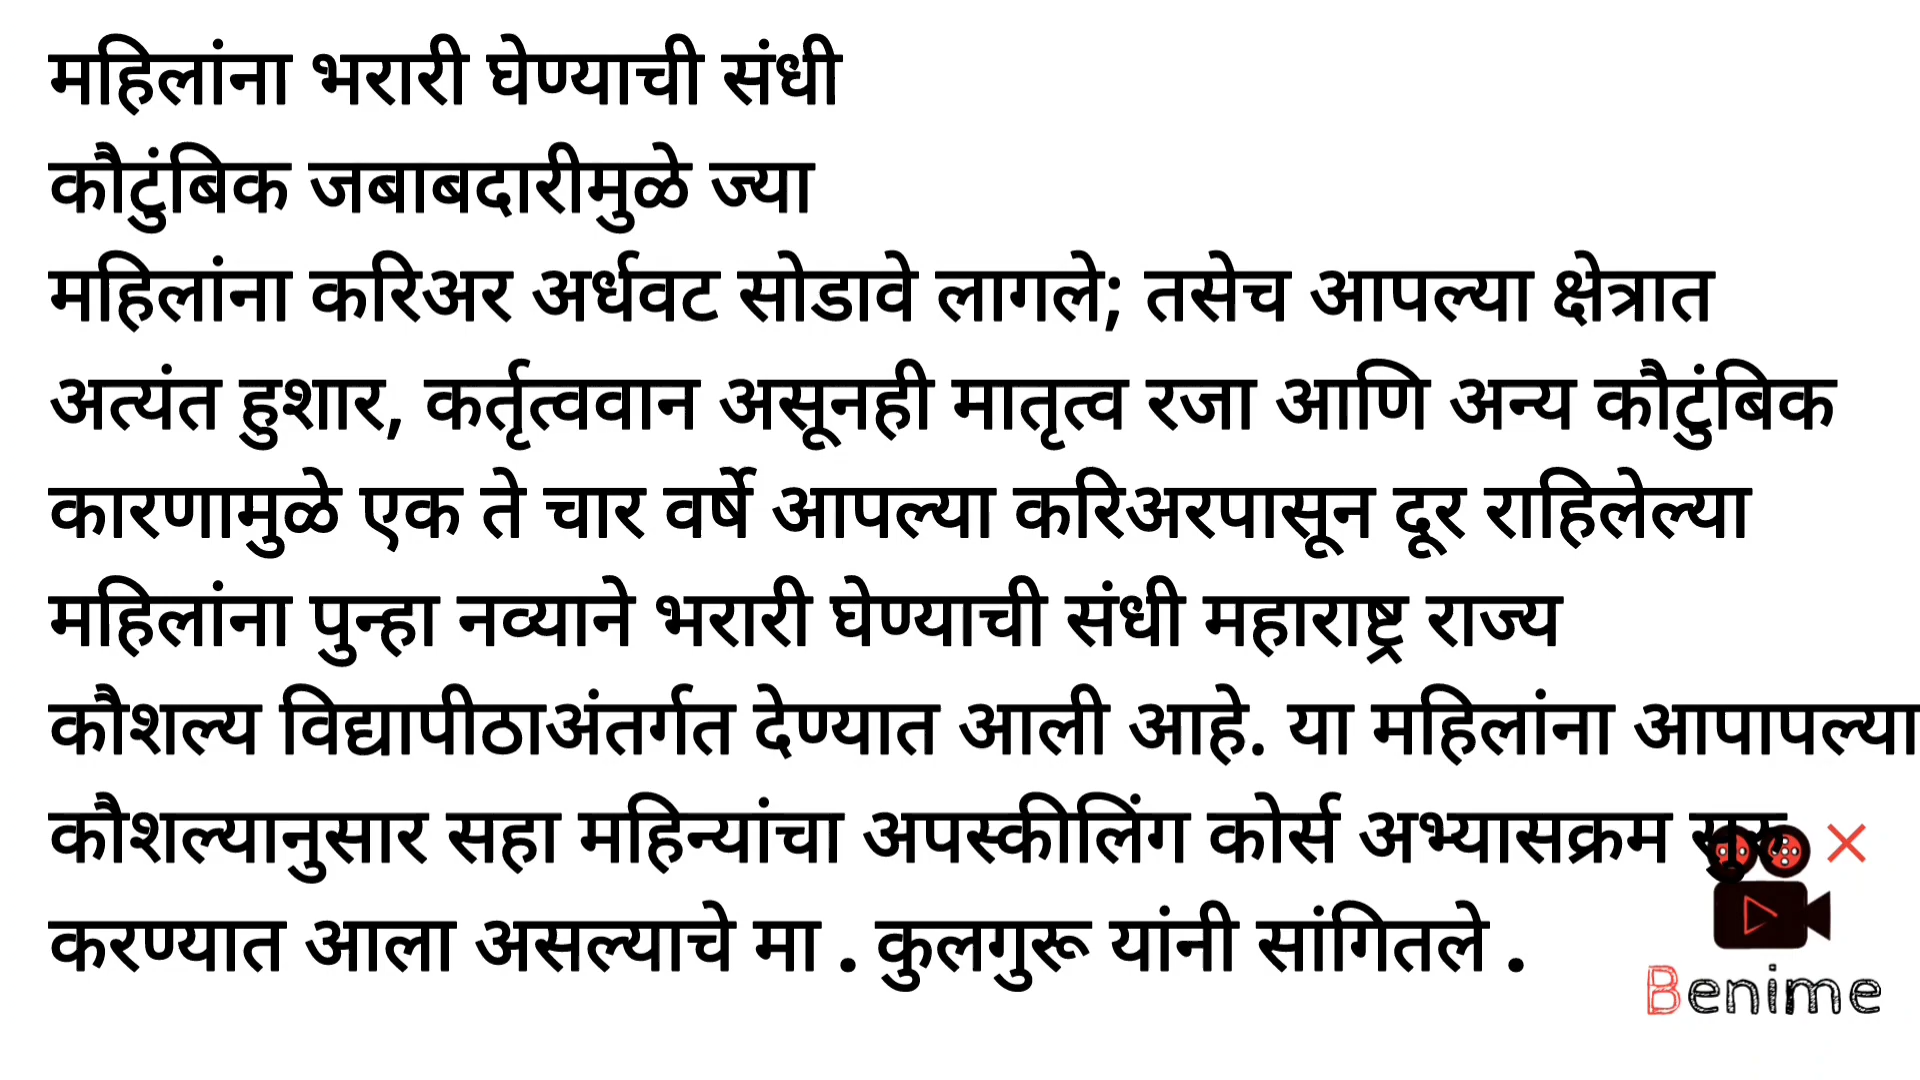 महिलांना भरारी घेण्याची संधी
कौटुंबिक जबाबदारीमुळे ज्या
महिलांना करिअर अर्धवट सोडावे लागले; तसेच आपल्या क्षेत्रात
अत्यंत हुशार, कर्तृत्ववान असूनही मातृत्व रजा आणि अन्य कौटुंबिक
कारणामुळे एक ते चार वर्षे आपल्या करिअरपासून दूर राहिलेल्या
महिलांना पुन्हा नव्याने भरारी घेण्याची संधी महाराष्ट्र राज्य
कौशल्य विद्यापीठाअंतर्गत देण्यात आली आहे. या महिलांना आपापल्या
कौशल्यानुसार सहा महिन्यांचा अपस्कीलिंग कोर्स अभ्यासक्रम
करण्यात आला असल्याचे मा . कुलगुरू यांनी सांगितले .
Benime